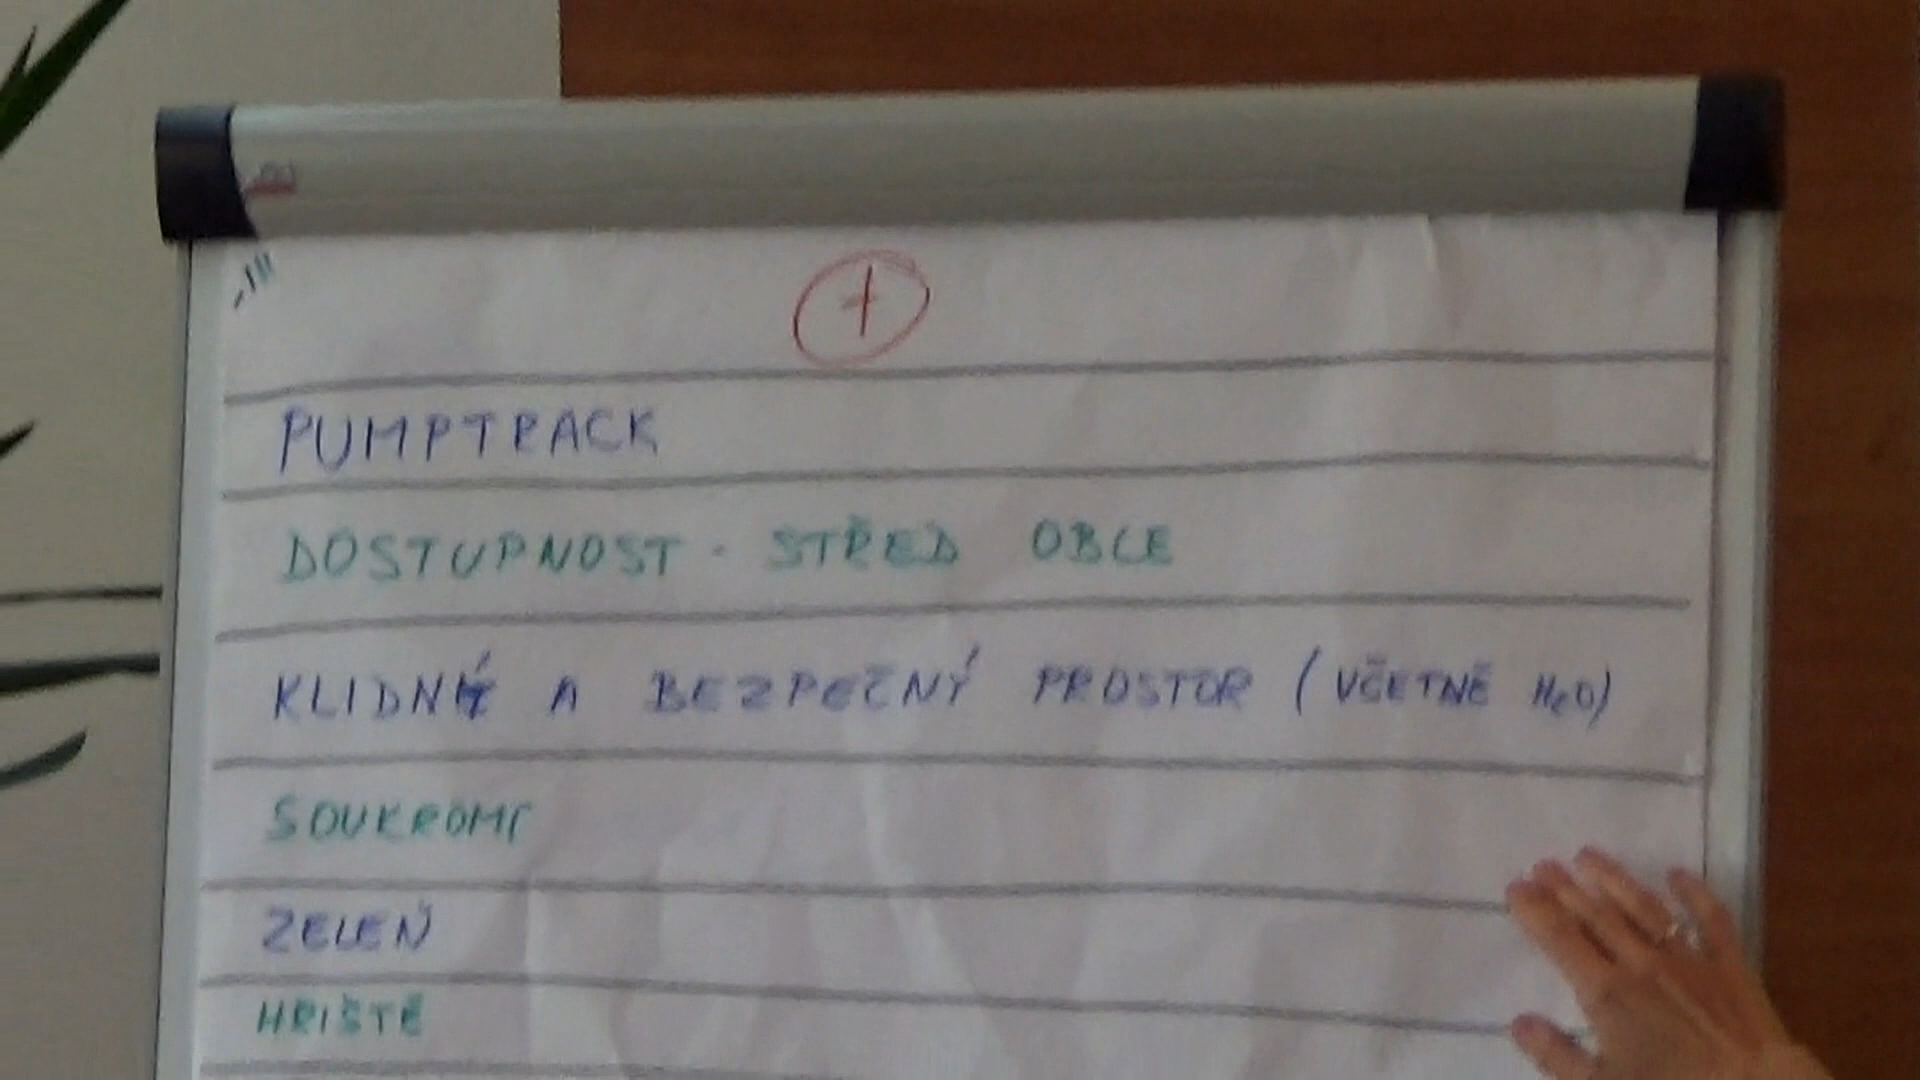 +
PUMPTRACK
DOSTUPNOST - STŘED OBCE
KLIDNÝ A BEZPEČNÝ PROSTOR (VČETNĚ H2O)
SOUKROMÍ
ZELEŇ
HŘIŠTĚ